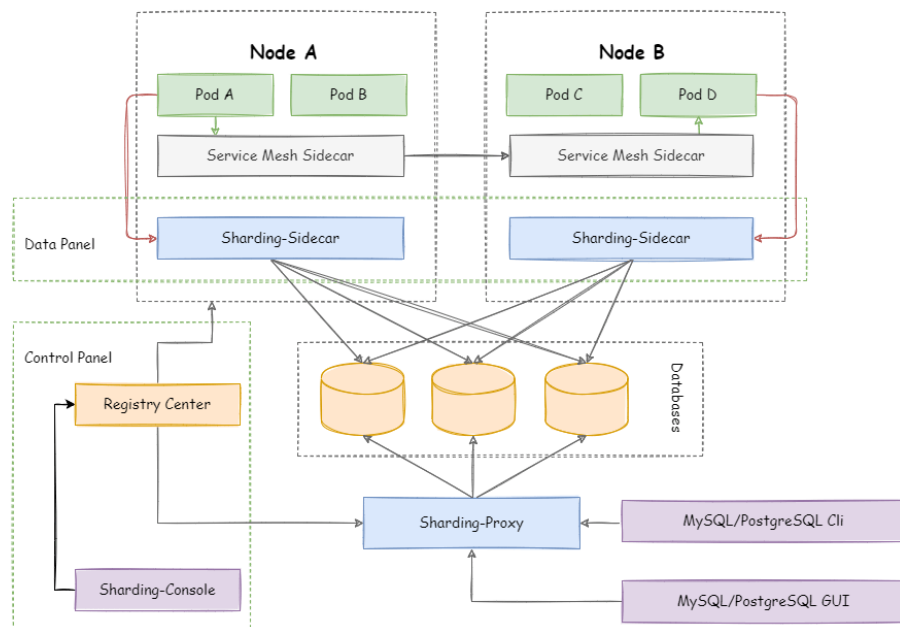 Node A
Node B
Pod A
Pod B
Pod C
Pod D
Service Mesh Sidecar
Service Mesh Sidecar
Data Panel
Sharding-Sidecar
Sharding-Sidecar
Control Panel
Registry Center
Databases
Sharding-Proxy
MySQL/PostgreSQL Cli
Sharding-Console
MySQL/PostgreSQL GUI